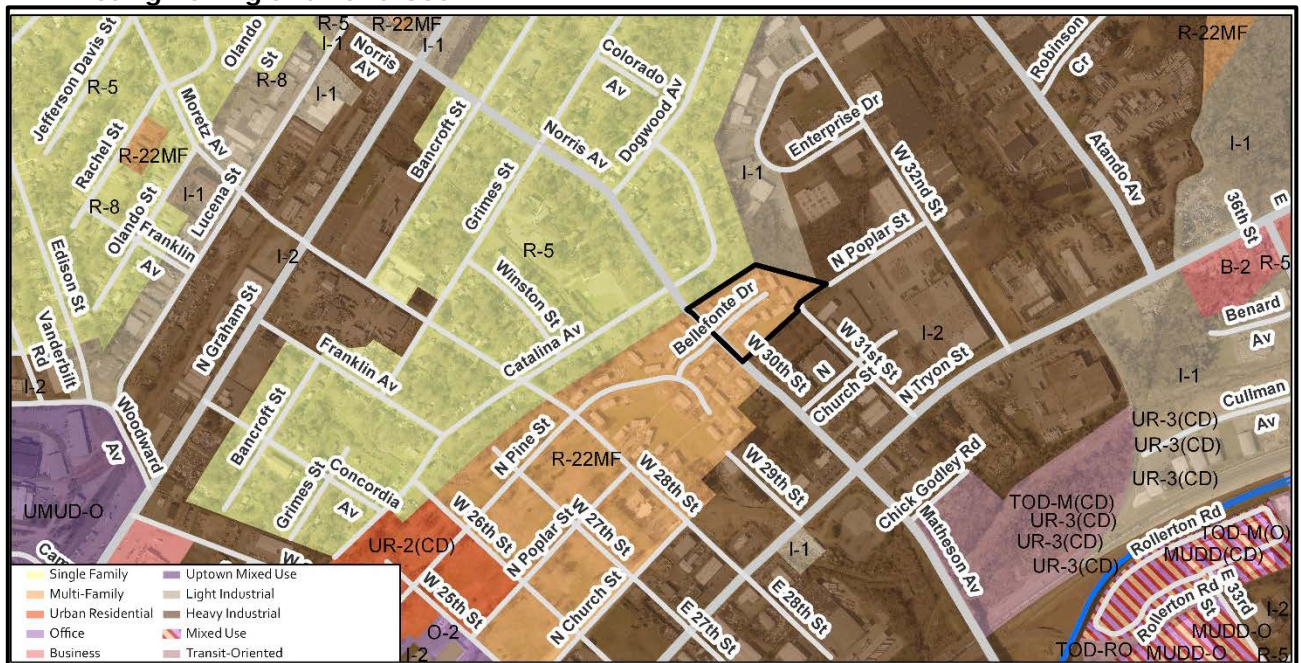 R-5
R-22MF
I-1
I-1
Jefferson Davis St
Olando St
R-8
Norris Av
R-5
Moretz Av
I-1
Colorado Av
Dogwood Av
Bancroft St
Norris Av
Robinson Cr
R-22MF
Rachel St
R-22MF
Enterprise Dr
Atando Av
I-1
I-1
W 32nd St
Grimes St
R-8
Olando St
I-1
Lucena St
Franklin Av
36th St
E
Edison St
I-2
R-5
N Poplar St
B-2
R-5
Winston St
Bellefonte Dr
Benard Av
Vanderbilt Rd
N Graham St
Catalina Av
W 31st St
I-2
W 30th St
N Church St
N Tryon St
I-1
I-2
Franklin Av
Cullman Av
Woodward Av
Bancroft St
UR-3(CD)
UR-3(CD)
UR-3(CD)
N Pine St
R-22MF
W 28th St
W 29th St
Chick Godley Rd
Concordia Av
Grimes St
UMUD-O
W 26th St
N Poplar St
W 27th St
TOD-M(CD)
UR-3(CD)
UR-3(CD)
UR-3(CD)
Matheson Av
Rollerton Rd
TOD-M(O)
MUDD(CD)
UR-2(CD)
I-1
W 25th St
N Church St
E 27th St
E 28th St
Rollerton Rd
E 33rd St
I-2
O-2
I-2
MUDD-O
TOD-RO
MUDD-O
R-5
Single Family
Multi-Family
Urban Residential
Office
Business
Uptown Mixed Use
Light Industrial
Heavy Industrial
Mixed Use
Transit-Oriented